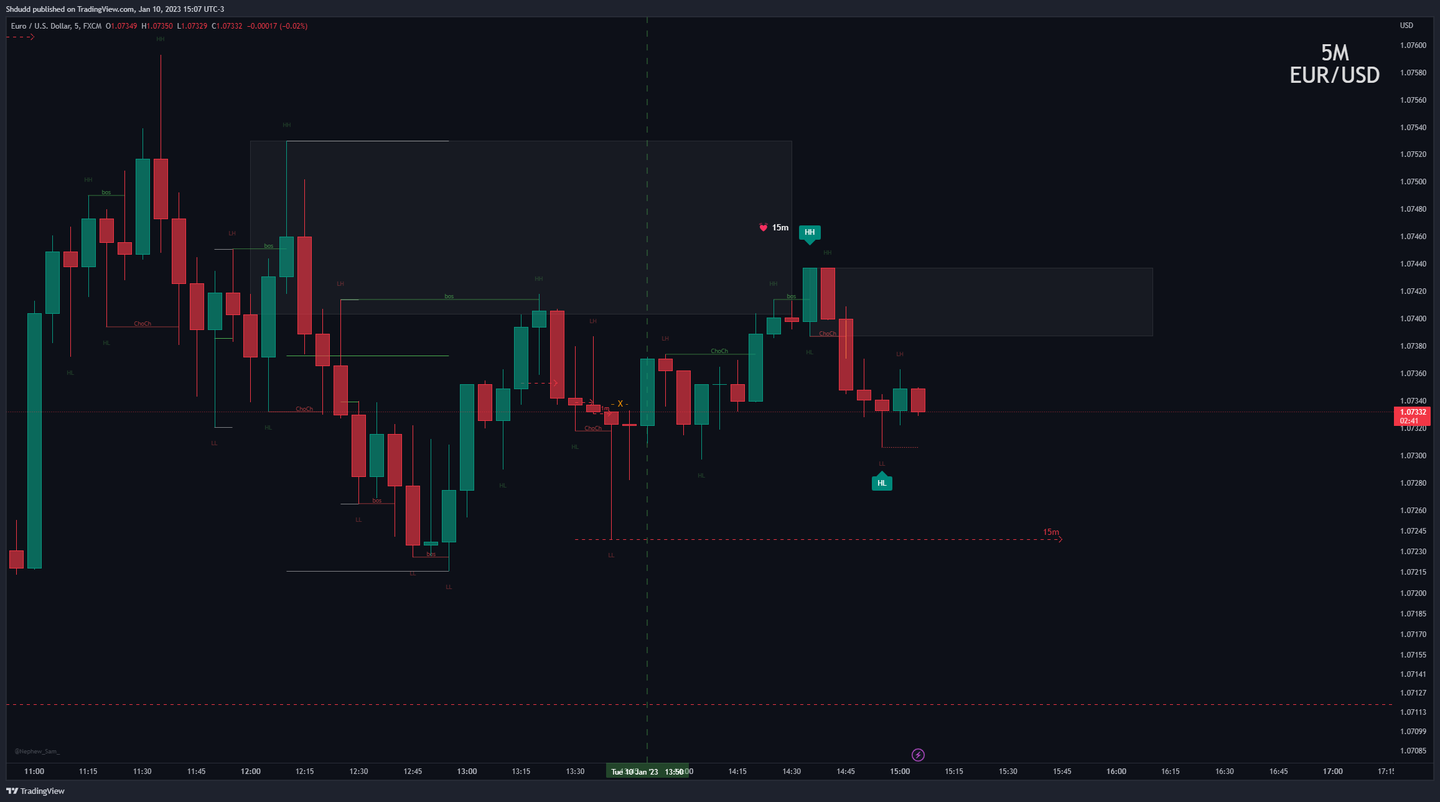 Shdudd published on TradingView.com, Jan 10, 2023 15:07 UTC-3
Euro / U.S. Dollar, 5, FXCM O1.07349 H1.07350 L1.07329 C1.07332 −0.00017 (−0.02%)
USD
5M
EUR/USD
1.07600
1.07580
1.07560
1.07540
1.07520
1.07500
1.07480
1.07460
1.07440
1.07420
1.07400
1.07380
1.07360
1.07340
1.07332
02:41
1.07320
1.07300
1.07280
1.07260
1.07245
1.07230
1.07215
1.07200
1.07185
1.07170
1.07155
1.07141
1.07127
1.07113
1.07099
1.07085
HH
HH
HH
bos
LH
bos
15m
HH
HH
HH
LH
bos
HH
bos
ChoCh
LH
ChoCh
HL
LH
ChoCh
HL
LH
HL
ChoCh
X
ChoCh
HL
LL
HL
HL
HL
LL
HL
bos
LL
15m
bos
LL
LL
LL
@Nephew_Sam_
11:00 11:15 11:30 11:45 12:00 12:15 12:30 12:45 13:00 13:15 13:30 Tue 10 Jan '23 13:50 14:15 14:30 14:45 15:00 15:15 15:30 15:45 16:00 16:15 16:30 16:45 17:00 17:1
TradingView